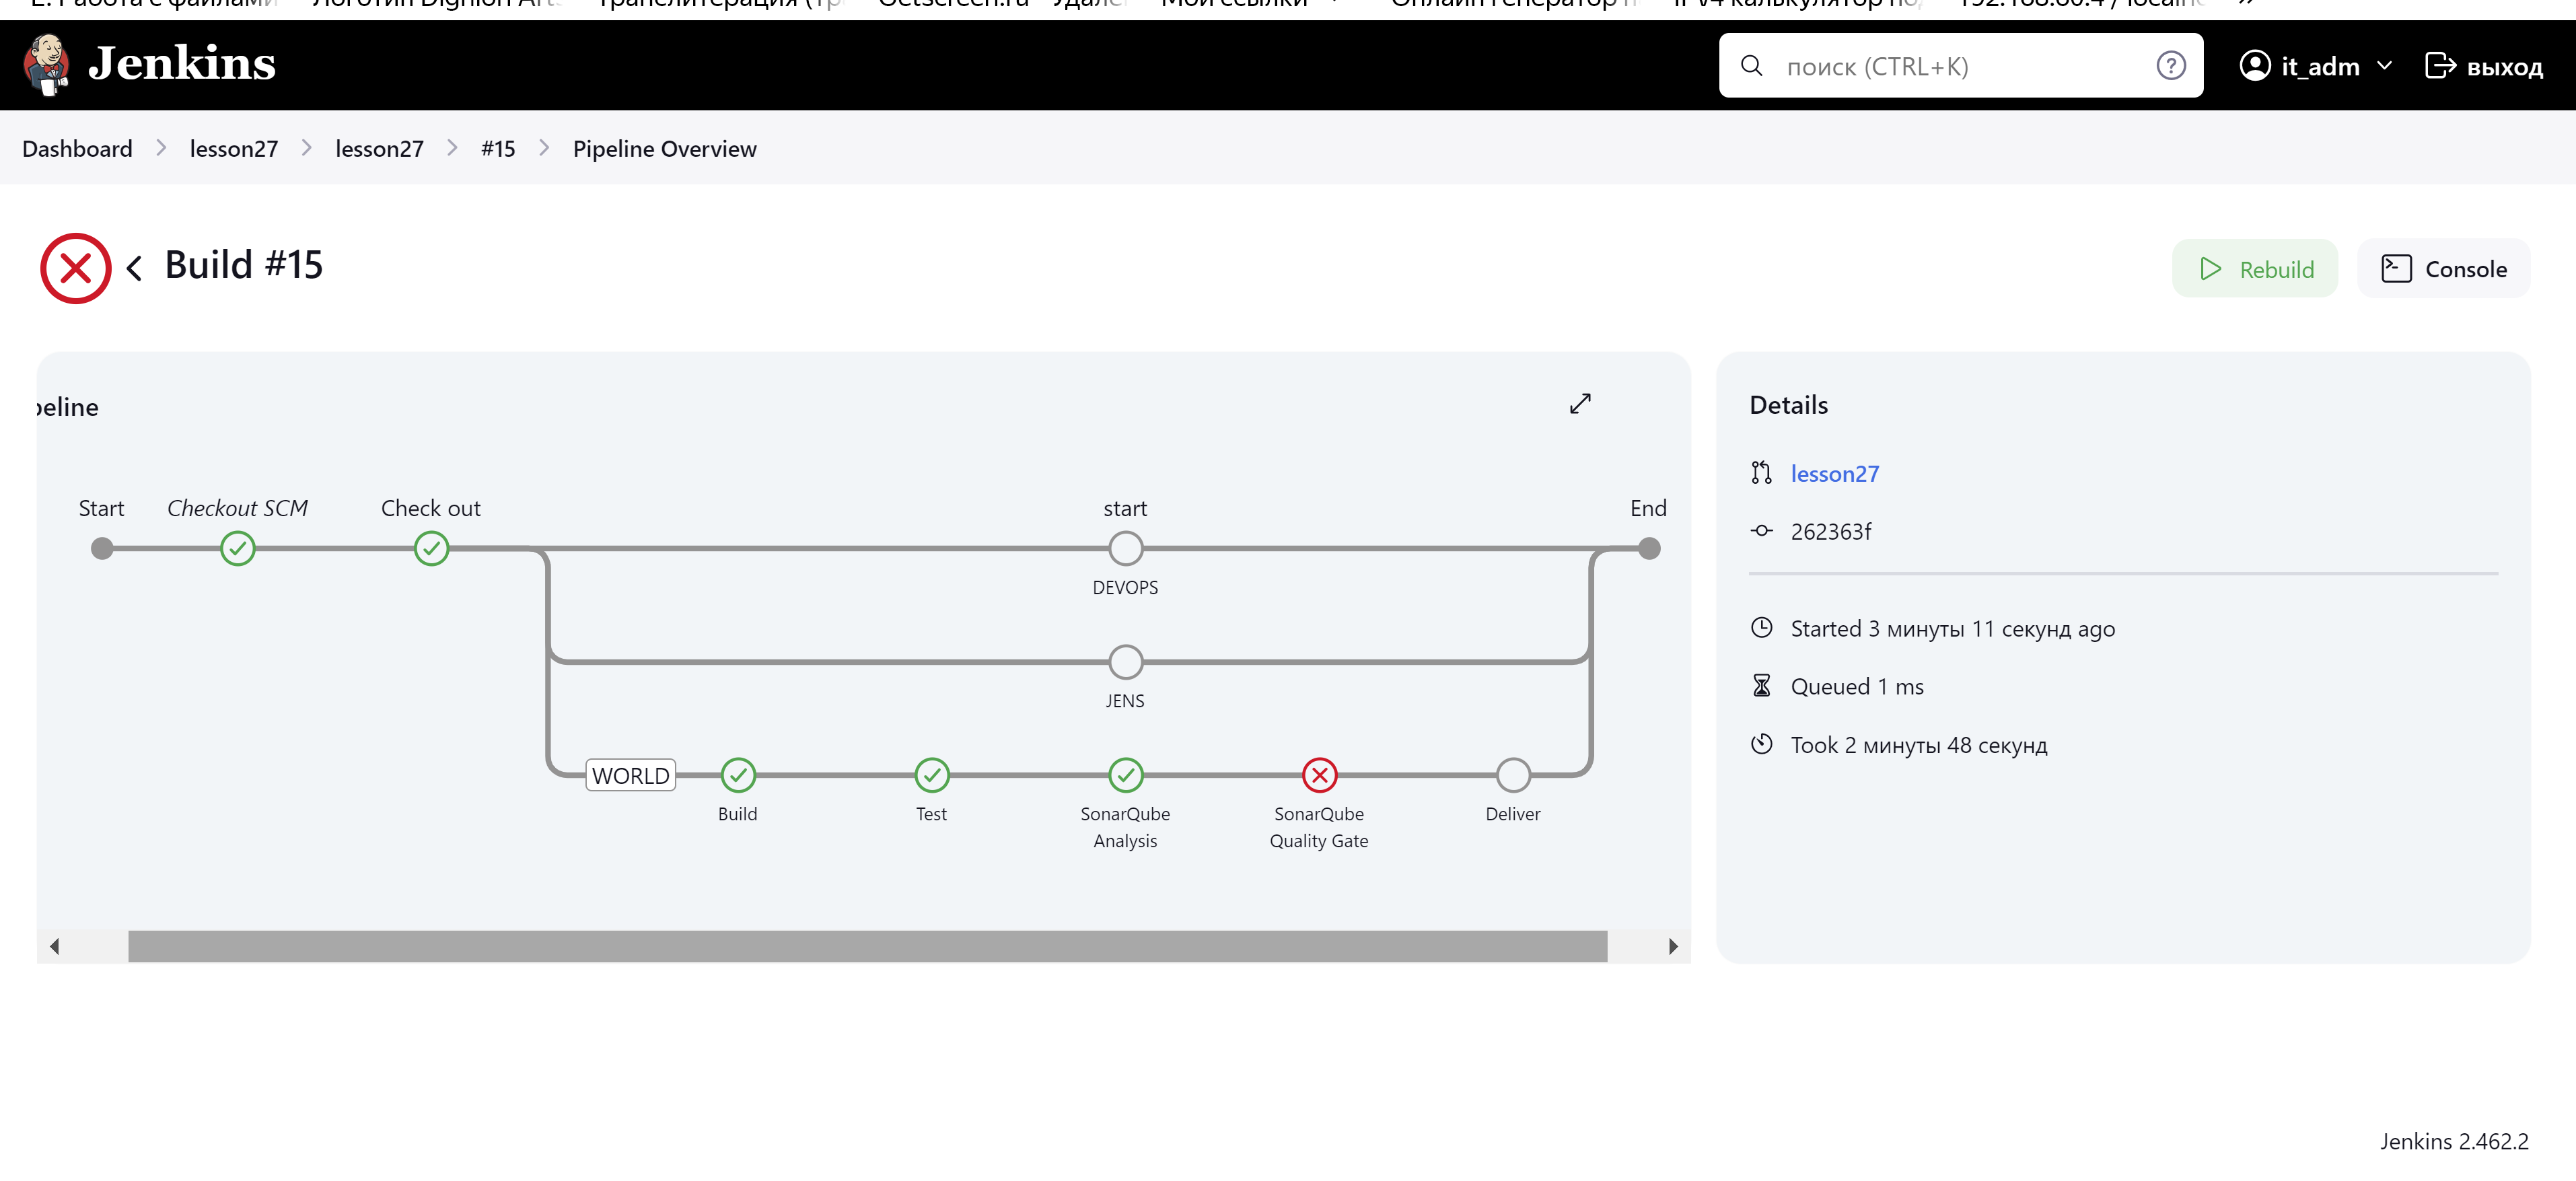 Jenkins
поиск (CTRL+K)
it_adm
выход
Dashboard
lesson27
lesson27
#15
Pipeline Overview
Build #15
Rebuild
Console
Details
Start
Checkout SCM
Check out
start
End
DEVOPS
JENS
WORLD
Build
Test
SonarQube
Analysis
SonarQube
Quality Gate
Deliver
lesson27
262363f
Started 3 минуты 11 секунд ago
Queued 1 ms
Took 2 минуты 48 секунд
Jenkins 2.462.2